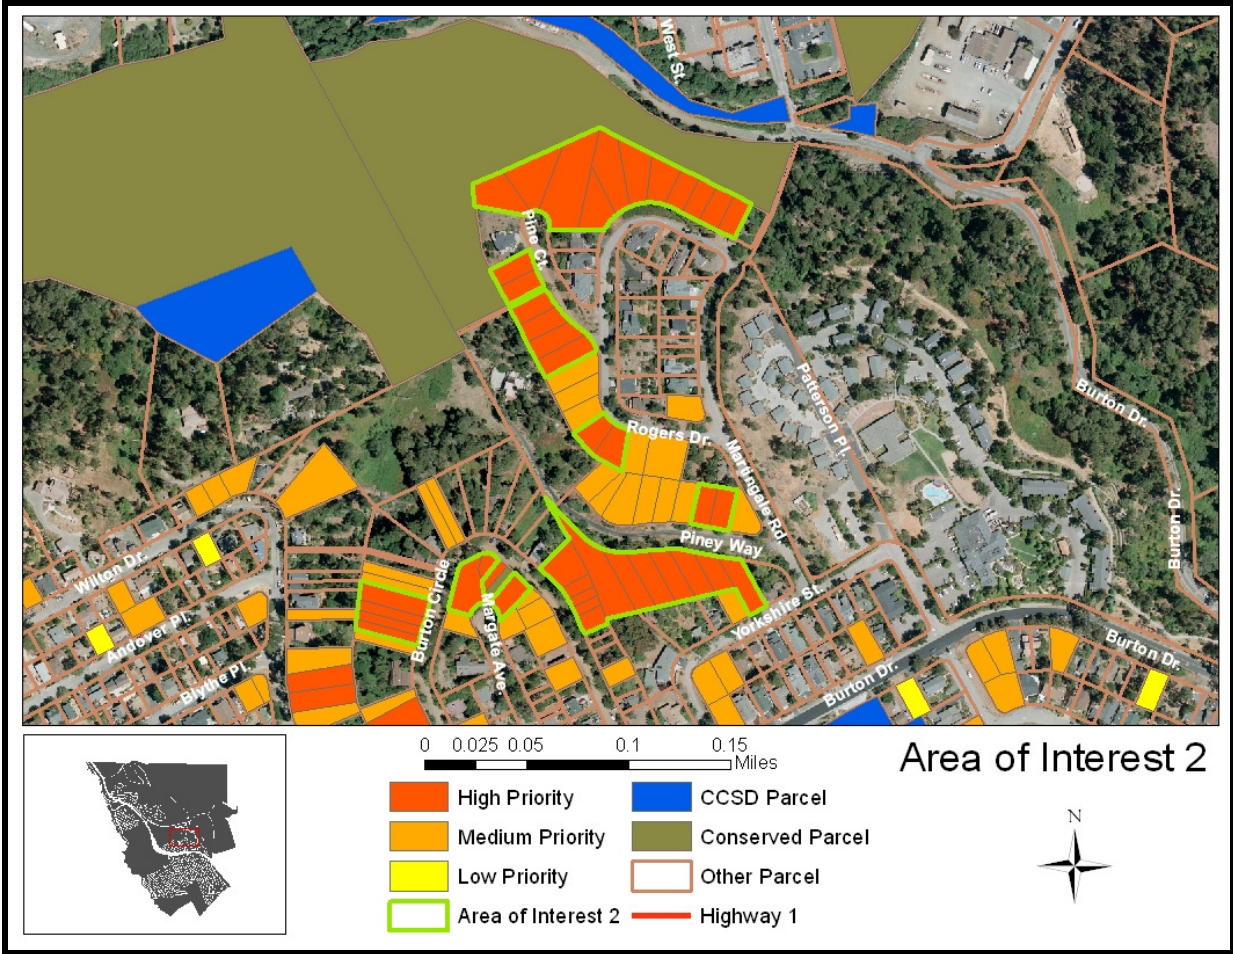 West St.
Pine Ct.
Patterson Pl.
Burton Dr.
Rogers Dr.
Martingale Rd.
Burton Dr.
Piney Way
Wilton Dr.
Burton Circle
Margate Ave.
Yorkshire St.
Andover Pl.
Blythe Pl.
Burton Dr.
Burton Dr.
0 0.025 0.05 0.1 0.15
Miles
Area of Interest 2
High Priority
CCSD Parcel
Medium Priority
Conserved Parcel
Low Priority
Other Parcel
Area of Interest 2
Highway 1
N